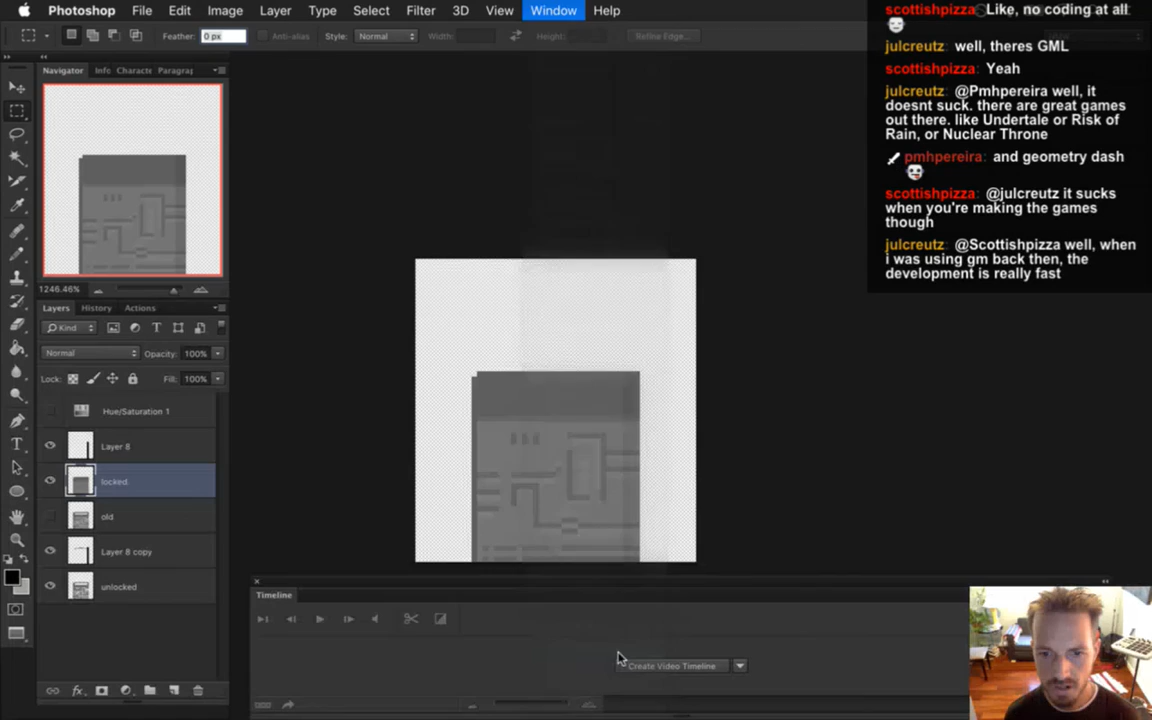 Photoshop File Edit Image Layer Type Select Filter 3D View Window Help
Feather: 0 px Anti-alias Style: Normal Width: Height: Refine Edge...
Navigator Info Characte Paragraj
1246.46%
Layers History Actions
Kind
Normal Opacity: 100%
Lock: Fill: 100%
Hue/Saturation 1
Layer 8
locked
old
Layer 8 copy
unlocked
fx
Timeline
Create Video Timeline
scottishpizza: Like, no coding at all
julcreutz: well, theres GML
scottishpizza: Yeah
julcreutz: @Pmhpereira well, it
doesnt suck. there are great games
out there. like Undertale or Risk of
Rain, or Nuclear Throne
pmhpereira: and geometry dash
scottishpizza: @julcreutz it sucks
when you're making the games
though
julcreutz: @Scottishpizza well, when
i was using gm back then, the
development is really fast